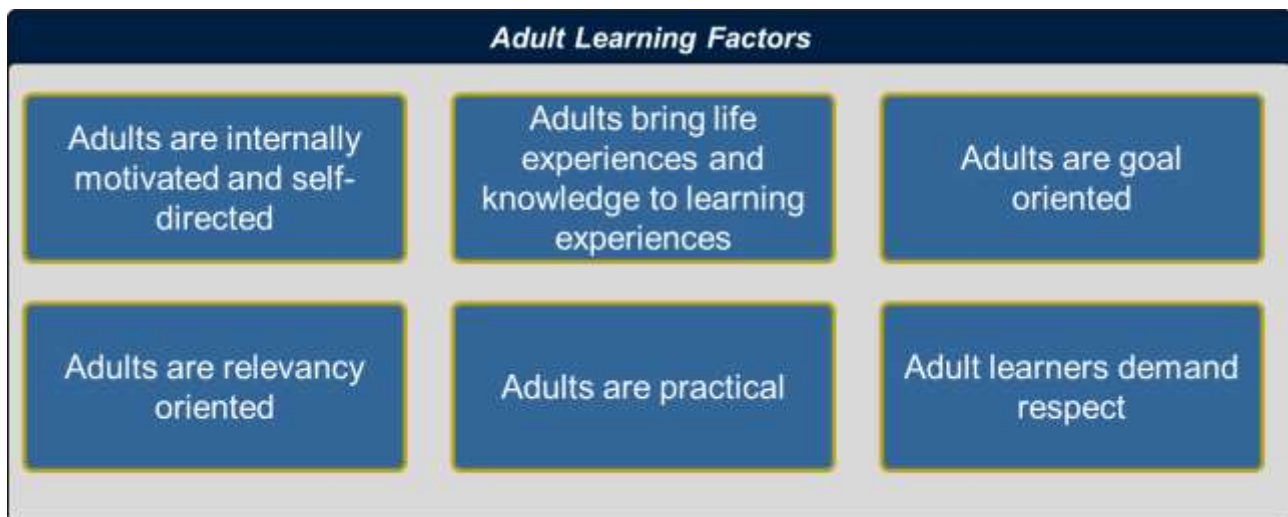 Adult Learning Factors
Adults are internally
motivated and self-
directed
Adults bring life
experiences and
knowledge to learning
experiences
Adults are goal
oriented
Adults are relevancy
oriented
Adults are practical
Adult learners demand
respect